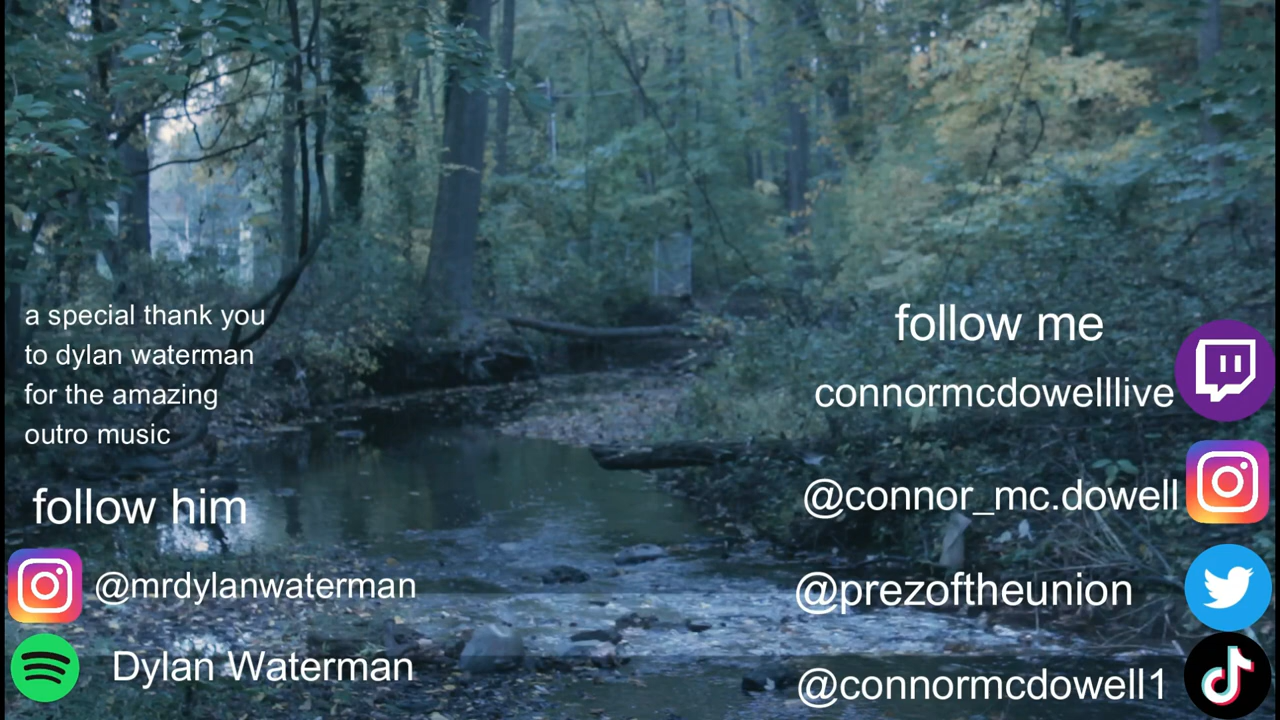 a special thank you
to dylan waterman
for the amazing
outro music
follow him
@mrdylanwaterman
Dylan Waterman
follow me
connormcdowelllive
@connor_mc.dowell
@prezoftheunion
@connormcdowell1